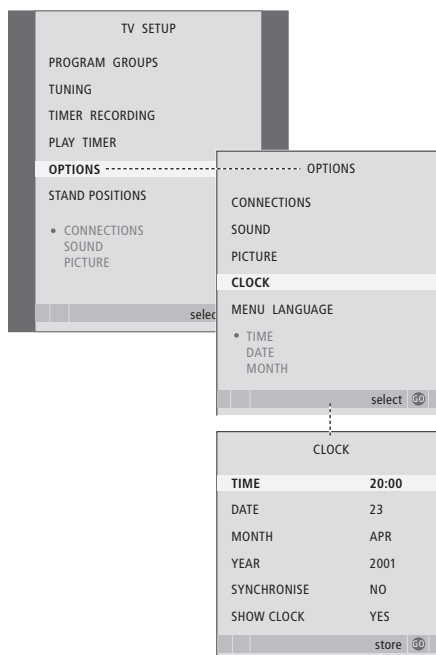 TV SETUP
PROGRAM GROUPS
TUNING
TIMER RECORDING
PLAY TIMER
OPTIONS
STAND POSITIONS
• CONNECTIONS
SOUND
PICTURE
selec
OPTIONS
CONNECTIONS
SOUND
PICTURE
CLOCK
MENU LANGUAGE
• TIME
DATE
MONTH
select GO
CLOCK
TIME 20:00
DATE 23
MONTH APR
YEAR 2001
SYNCHRONISE NO
SHOW CLOCK YES
store GO